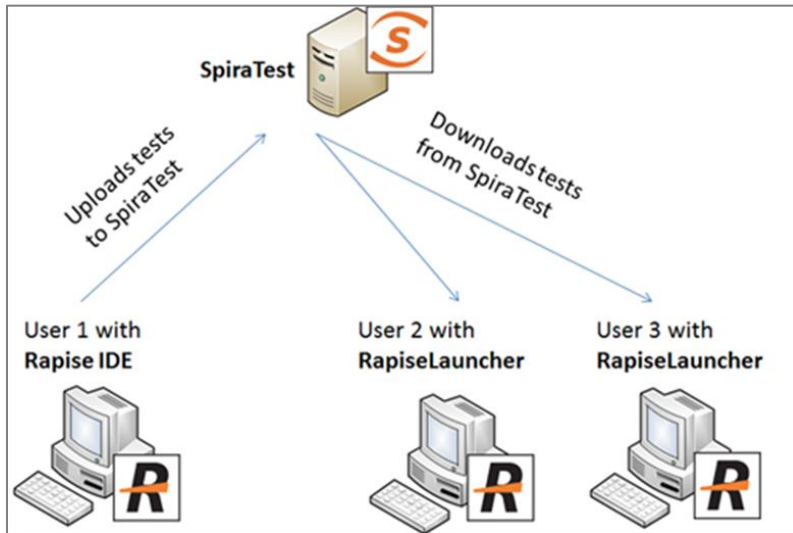 S
SpiraTest
Uploads tests
to SpiraTest
Downloads tests
from SpiraTest
User 1 with
Rapise IDE
User 2 with
RapiseLauncher
User 3 with
RapiseLauncher
R
R
R